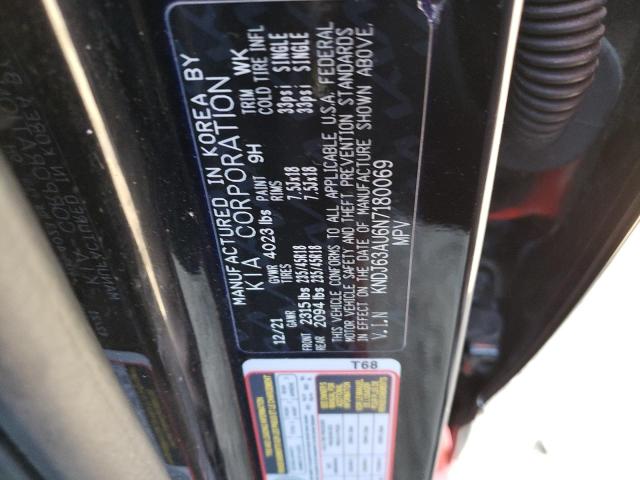 MANUFACTURED IN KOREA BY
KIA CORPORATION
12/21 GVWR 4023 lbs PAINT 9H TRIM WK
GAWR TIRES RIMS COLD TIRE INFL
FRONT 2315 lbs 235/45R18 7.5Jx18 33psi SINGLE
REAR 2094 lbs 235/45R18 7.5Jx18 33psi SINGLE
THIS VEHICLE CONFORMS TO ALL APPLICABLE U.S.A. FEDERAL
MOTOR VEHICLE SAFETY AND THEFT PREVENTION STANDARDS
IN EFFECT ON THE DATE OF MANUFACTURE SHOWN ABOVE.
V.I.N KNDJ63AU6N7180069
MPV
T68